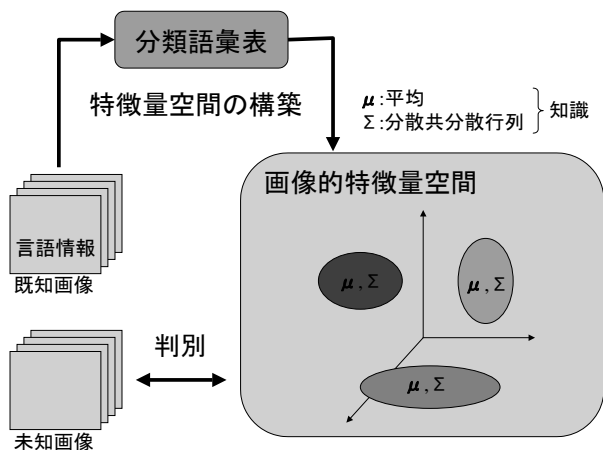 分類語彙表
特徴量空間の構築
μ:平均
Σ:分散共分散行列
知識
画像的特徴量空間
言語情報
既知画像
μ,Σ
μ,Σ
μ,Σ
判別
未知画像